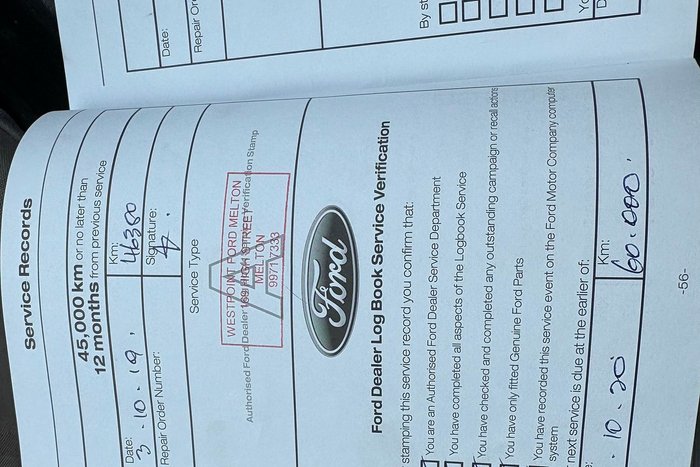 Date:
Repair Or
By st
Yo
D
Service Records
45,000 km or no later than
12 months from previous service
Date: Km:
3 . 10 . 19 . 46380
Repair Order Number: Signature:
Service Type
A
WESTPOINT FORD MELTON
169 HIGH STREET
MELTON
9971 7333
Authorised Ford Dealer Verification Stamp
Ford
Ford Dealer Log Book Service Verification
stamping this service record you confirm that:
You are an Authorised Ford Dealer Service Department
You have completed all aspects of the Logbook Service
You have checked and completed any outstanding campaign or recall actions
You have only fitted Genuine Ford Parts
You have recorded this service event on the Ford Motor Company computer
system
next service is due at the earlier of:
e: Km:
. 10 . 20 60.000.
-56-